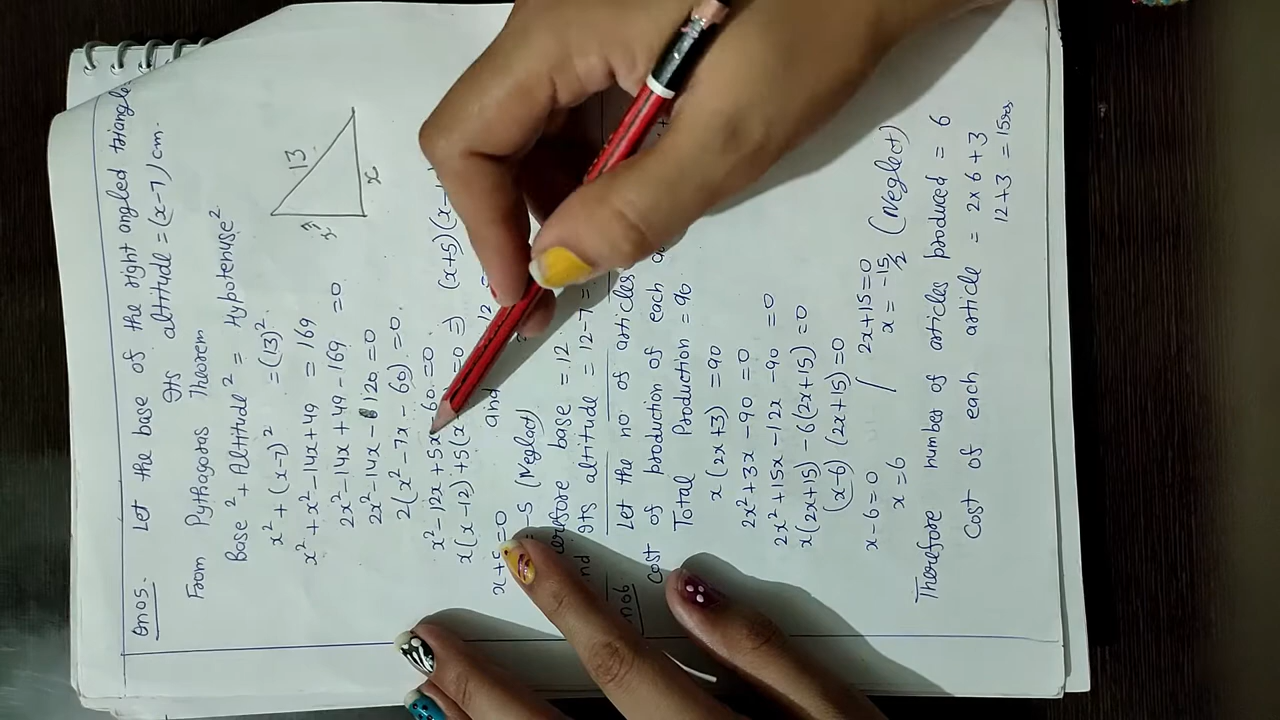 Qno5. Let the base of the right angled triangle
Its altitude = (x-7) cm.
From Pythagoras Theorem
Base² + Altitude² = Hypotenuse²
x² + (x-7)² = (13)².
x² + x² - 14x + 49 = 169
2x² - 14x + 49 - 169 = 0
2x² - 14x - 120 = 0
2(x² - 7x - 60) = 0.
x² - 12x + 5x - 60 = 0
x(x-12) + 5(x =0 => (x+5)(x-
13
x
x+5=0 and 12
5 (Neglect)
base = 12
Its altitude = 12-7 =
Let the no of articles
cost of production of each
Total Production = 90
x(2x+3) = 90
2x² + 3x - 90 = 0
2x² + 15x - 12x - 90 = 0
x(2x+15) - 6(2x+15) = 0
(x-6) (2x+15) = 0
x-6=0 / 2x+15=0
x=6 x = -15/2 (Neglect)
Therefore number of articles produced = 6
Cost of each article = 2x6+3
12+3 = 15rs